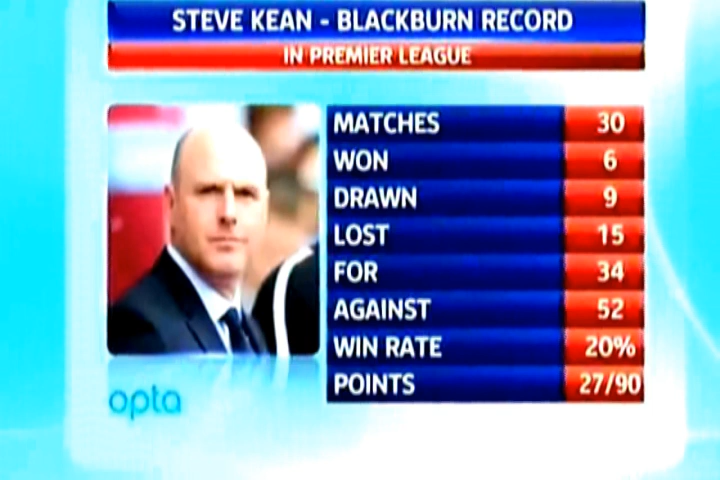 STEVE KEAN - BLACKBURN RECORD
IN PREMIER LEAGUE
MATCHES 30
WON 6
DRAWN 9
LOST 15
FOR 34
AGAINST 52
WIN RATE 20%
POINTS 27/90
opta